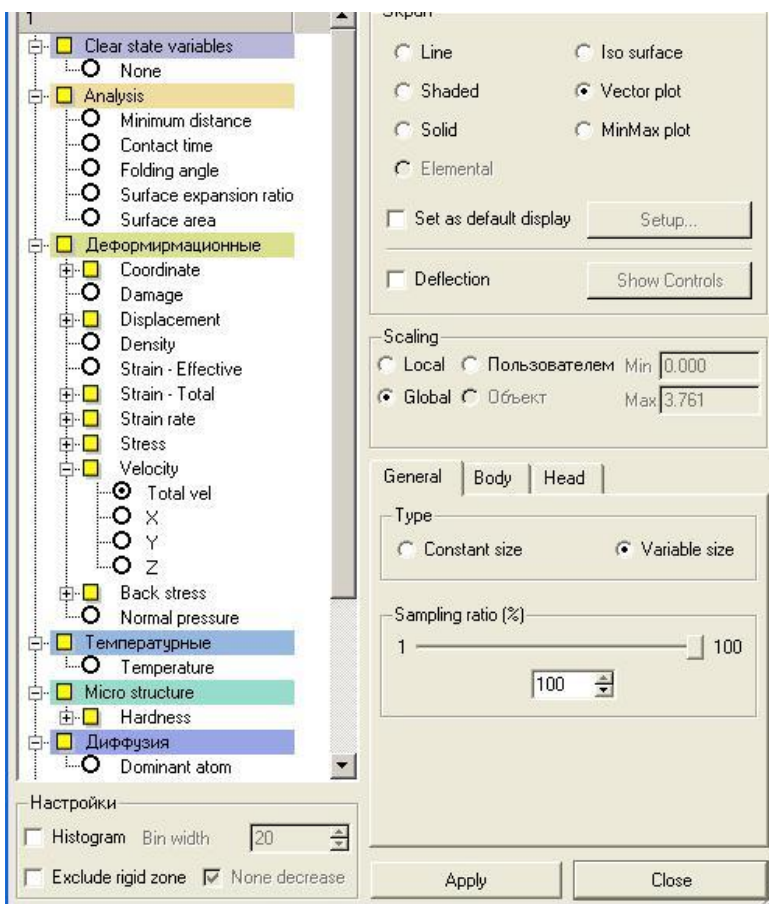 1
Clear state variables
None
Analysis
Minimum distance
Contact time
Folding angle
Surface expansion ratio
Surface area
Деформирмационные
Coordinate
Damage
Displacement
Density
Strain - Effective
Strain - Total
Strain rate
Stress
Velocity
Total vel
X
Y
Z
Back stress
Normal pressure
Температурные
Temperature
Micro structure
Hardness
Диффузия
Dominant atom
Настройки
Histogram Bin width 20
Exclude rigid zone None decrease
Экран
Line Iso surface
Shaded Vector plot
Solid MinMax plot
Elemental
Set as default display Setup...
Deflection Show Controls
Scaling
Local Пользователем Min 0.000
Global Объект Max 3.761
General Body Head
Type
Constant size Variable size
Sampling ratio (%)
1 100
100
Apply Close